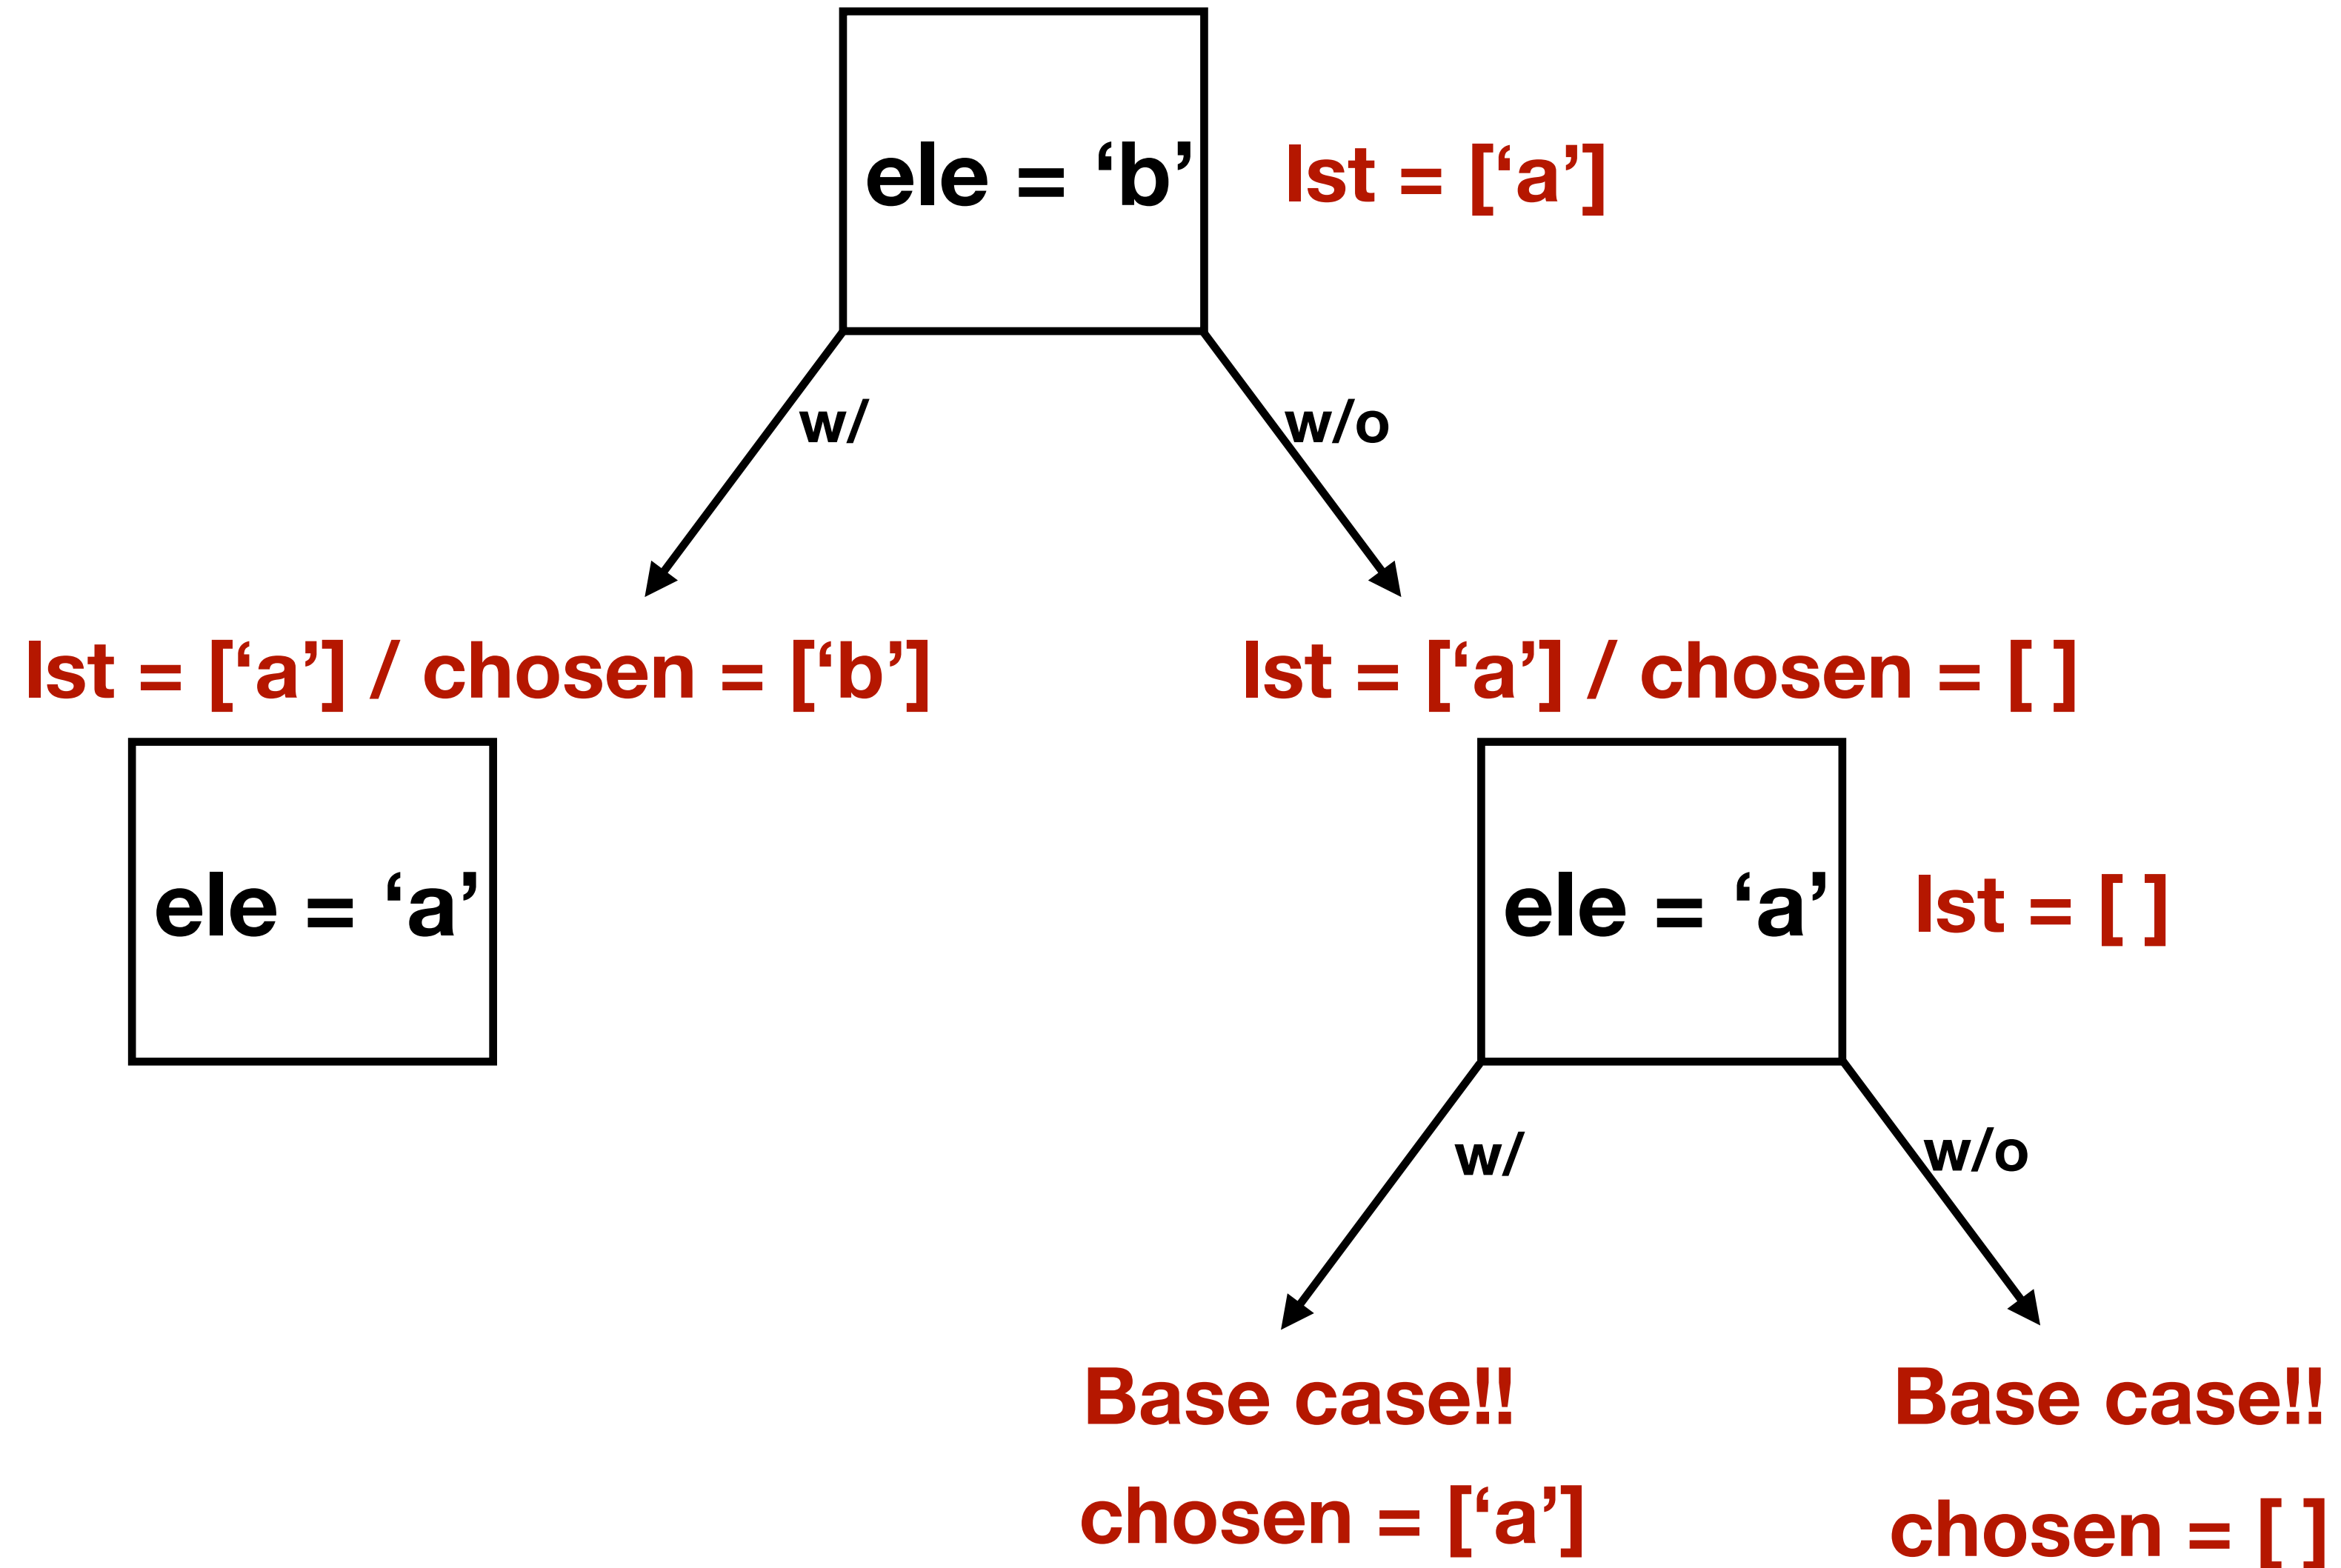 ele = ‘b’ lst = [‘a’]
w/ w/o
lst = [‘a’] / chosen = [‘b’] lst = [‘a’] / chosen = [ ]
ele = ‘a’ ele = ‘a’ lst = [ ]
w/ w/o
Base case!! Base case!!
chosen = [‘a’] chosen = [ ]